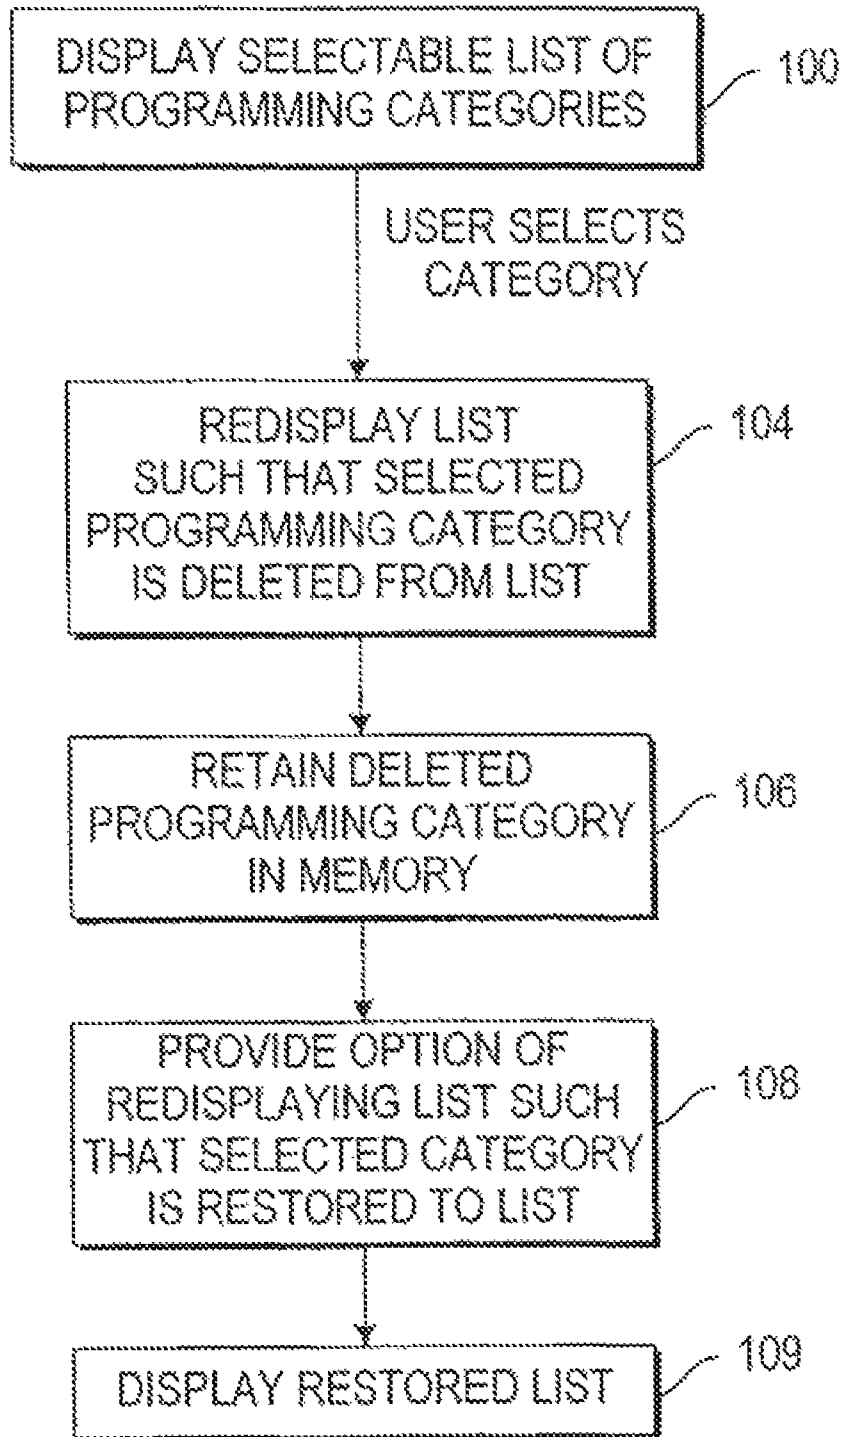 DISPLAY SELECTABLE LIST OF
PROGRAMMING CATEGORIES
100
USER SELECTS
CATEGORY
REDISPLAY LIST
SUCH THAT SELECTED
PROGRAMMING CATEGORY
IS DELETED FROM LIST
104
RETAIN DELETED
PROGRAMMING CATEGORY
IN MEMORY
106
PROVIDE OPTION OF
REDISPLAYING LIST SUCH
THAT SELECTED CATEGORY
IS RESTORED TO LIST
108
DISPLAY RESTORED LIST
109